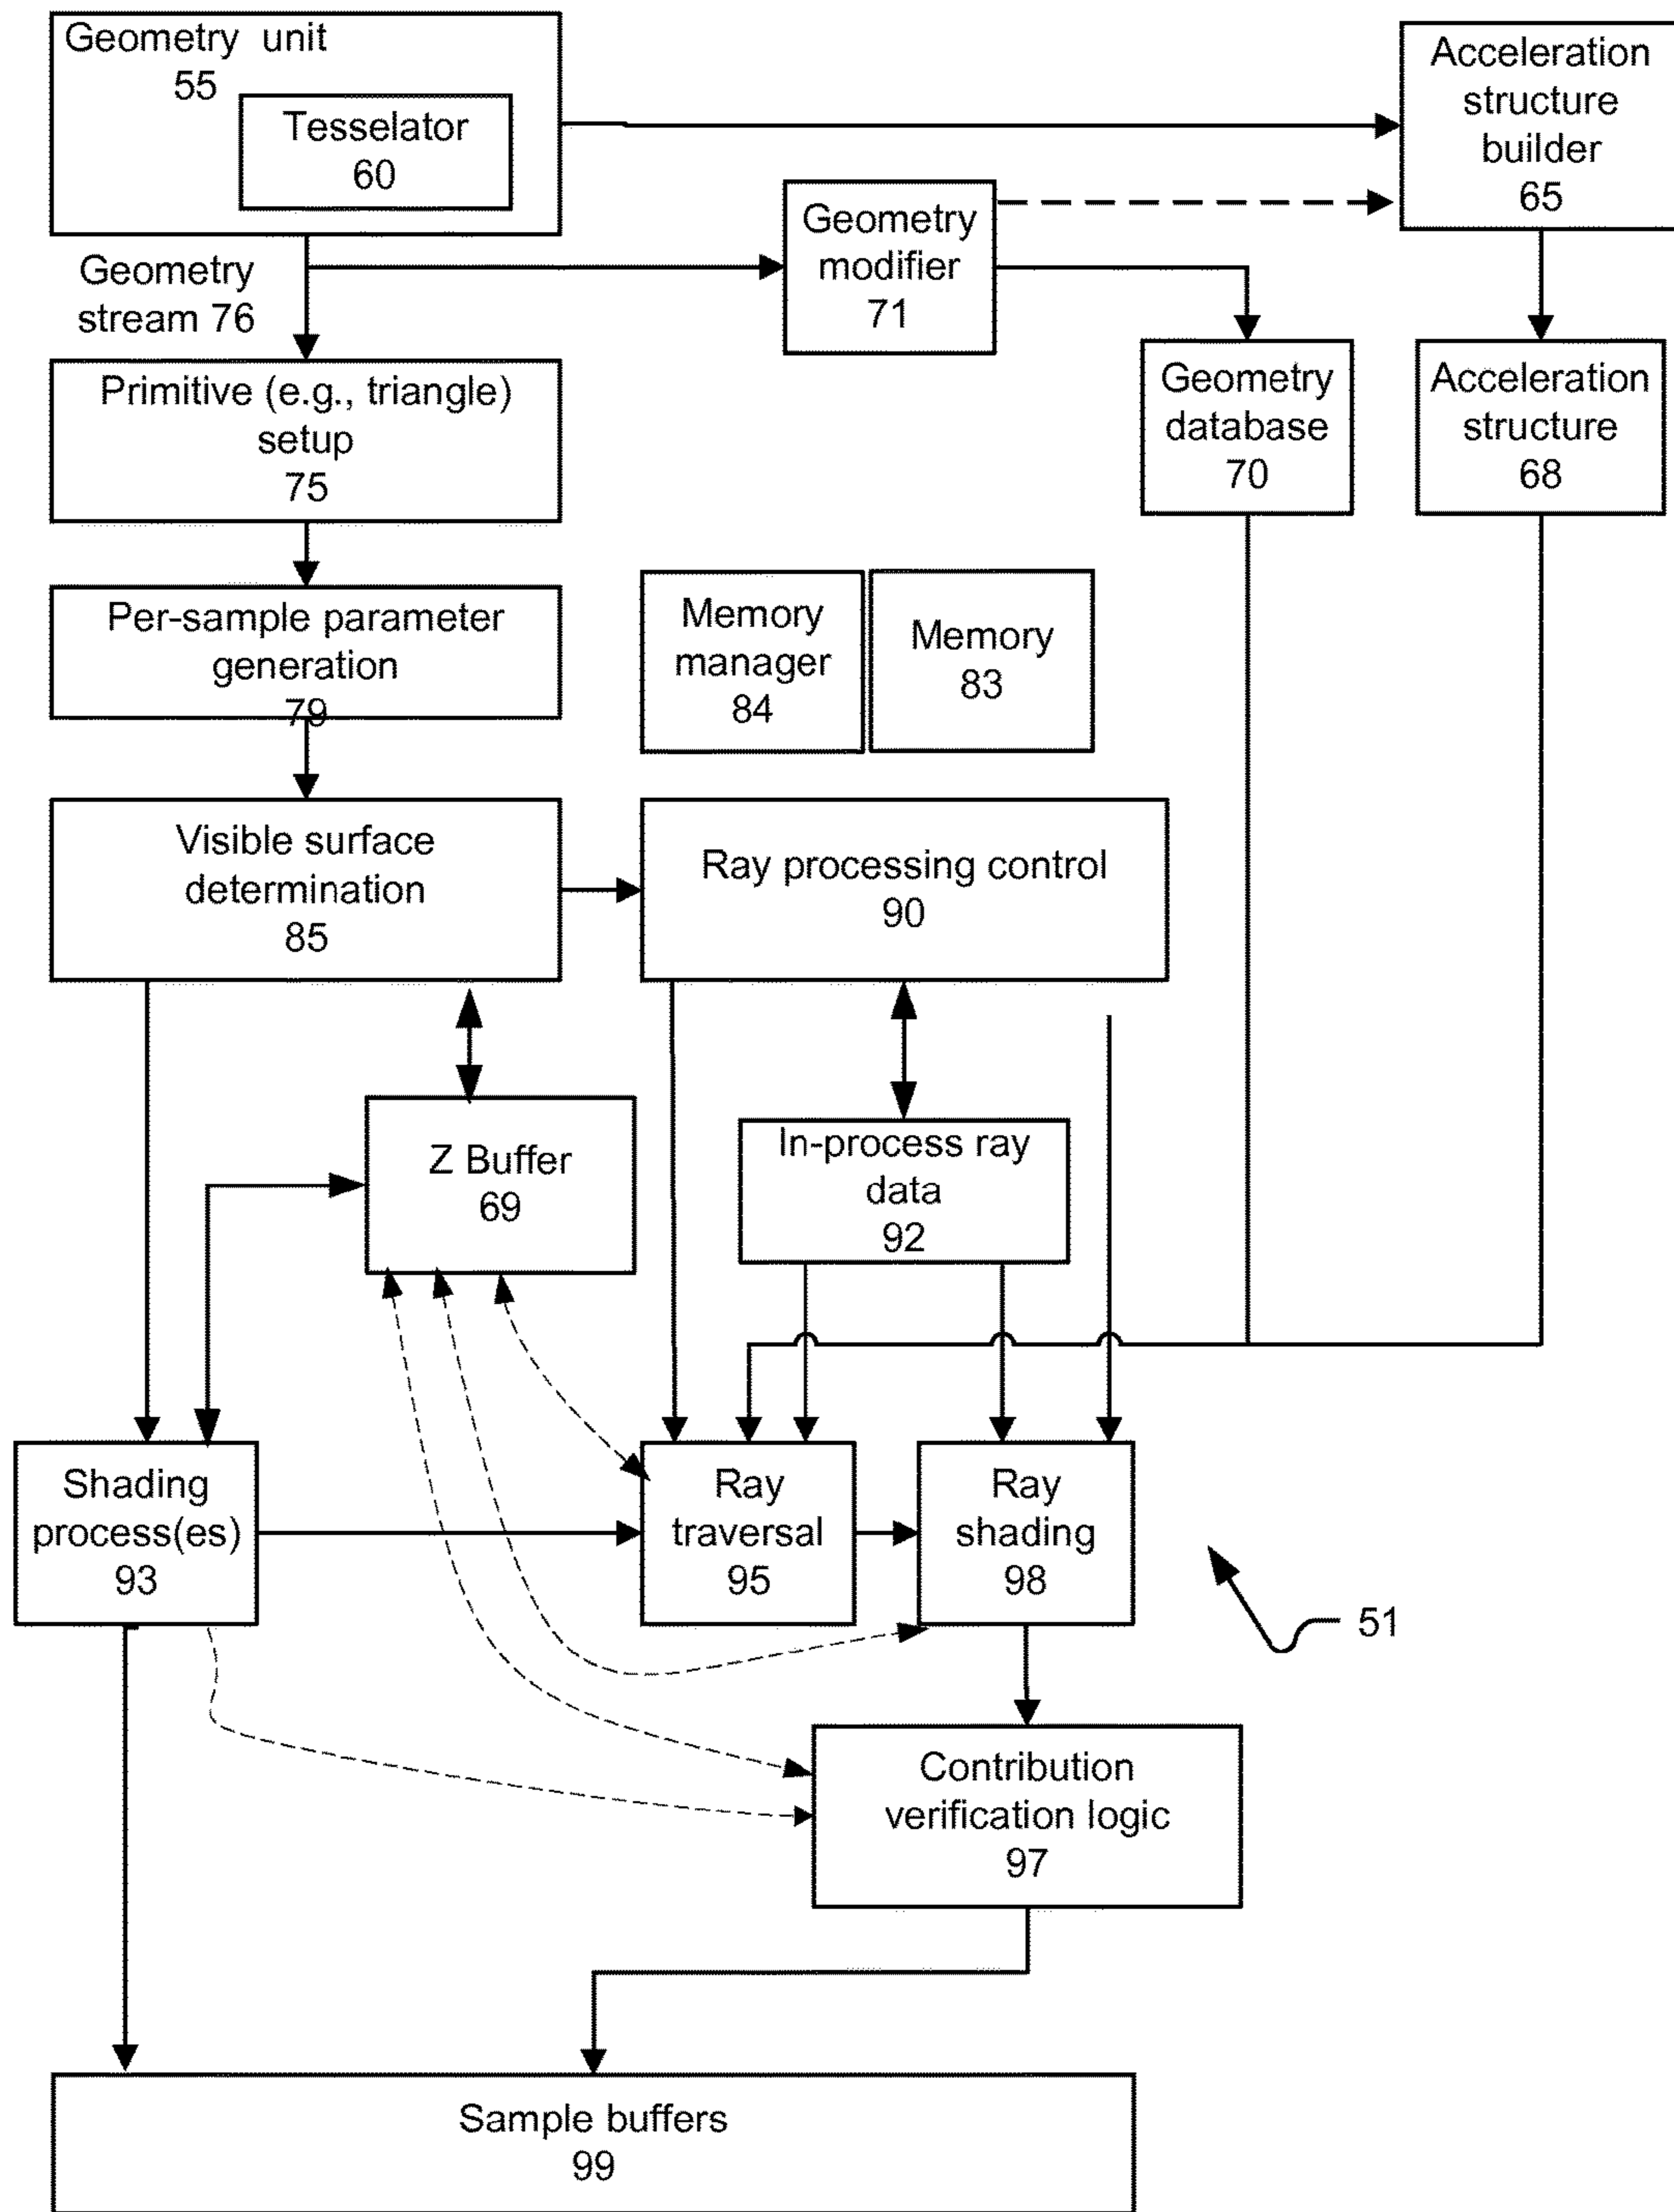 Geometry unit
55
Tesselator
60
Acceleration
structure
builder
65
Geometry
modifier
71
Geometry
stream 76
Primitive (e.g., triangle)
setup
75
Geometry
database
70
Acceleration
structure
68
Per-sample parameter
generation
79
Memory
manager
84
Memory
83
Visible surface
determination
85
Ray processing control
90
Z Buffer
69
In-process ray
data
92
Shading
process(es)
93
Ray
traversal
95
Ray
shading
98
51
Contribution
verification logic
97
Sample buffers
99